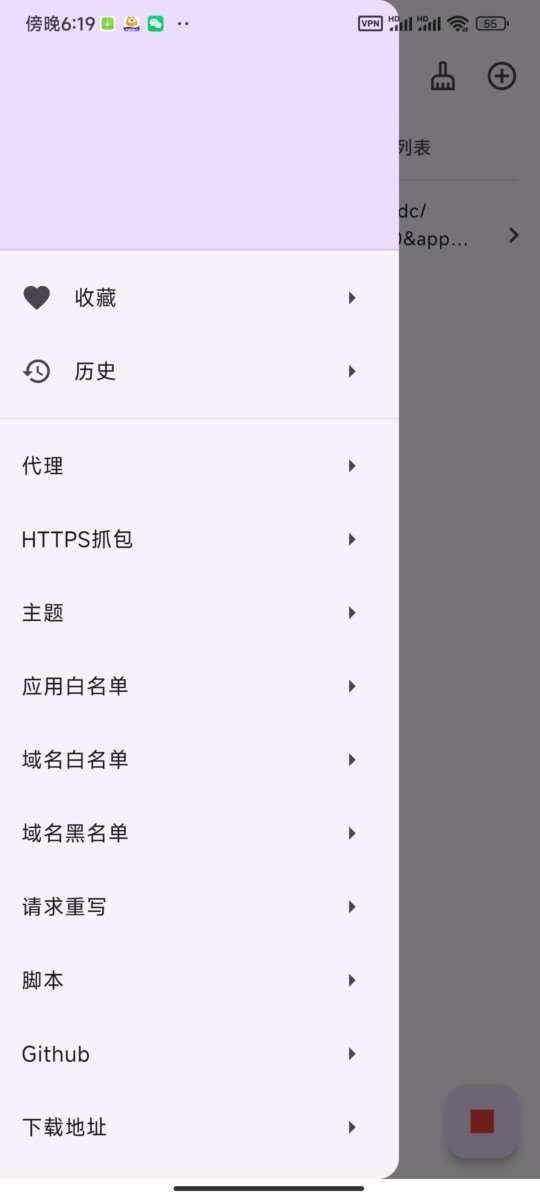 傍晚6:19
VPN HD HD 55
列表
dc/
0&app...
收藏
历史
代理
HTTPS抓包
主题
应用白名单
域名白名单
域名黑名单
请求重写
脚本
Github
下载地址